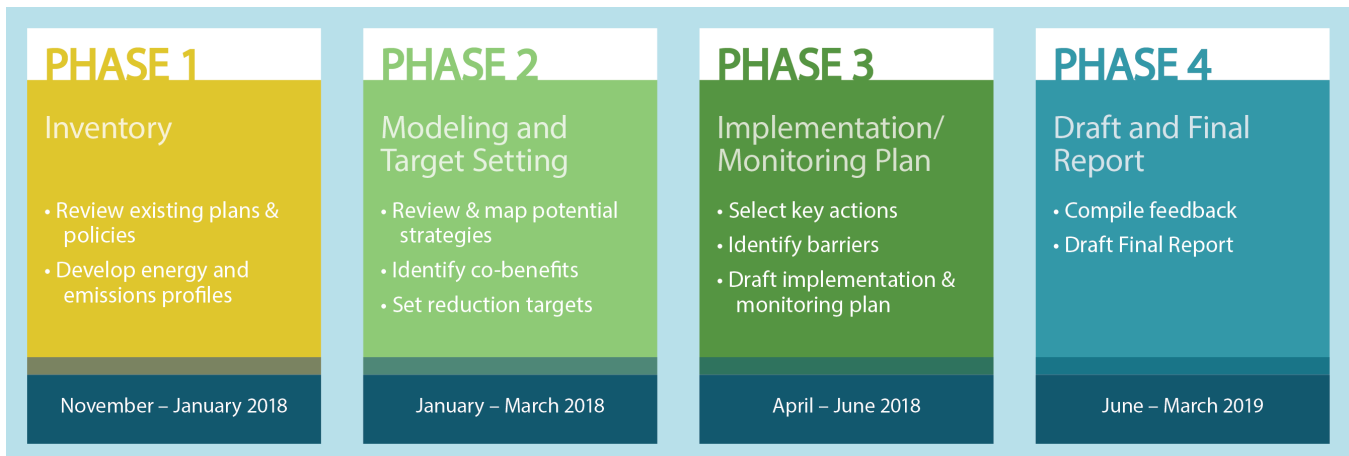 PHASE 1
Inventory
• Review existing plans &
policies
• Develop energy and
emissions profiles
November – January 2018
PHASE 2
Modeling and
Target Setting
• Review & map potential
strategies
• Identify co-benefits
• Set reduction targets
January – March 2018
PHASE 3
Implementation/
Monitoring Plan
• Select key actions
• Identify barriers
• Draft implementation &
monitoring plan
April – June 2018
PHASE 4
Draft and Final
Report
• Compile feedback
• Draft Final Report
June – March 2019